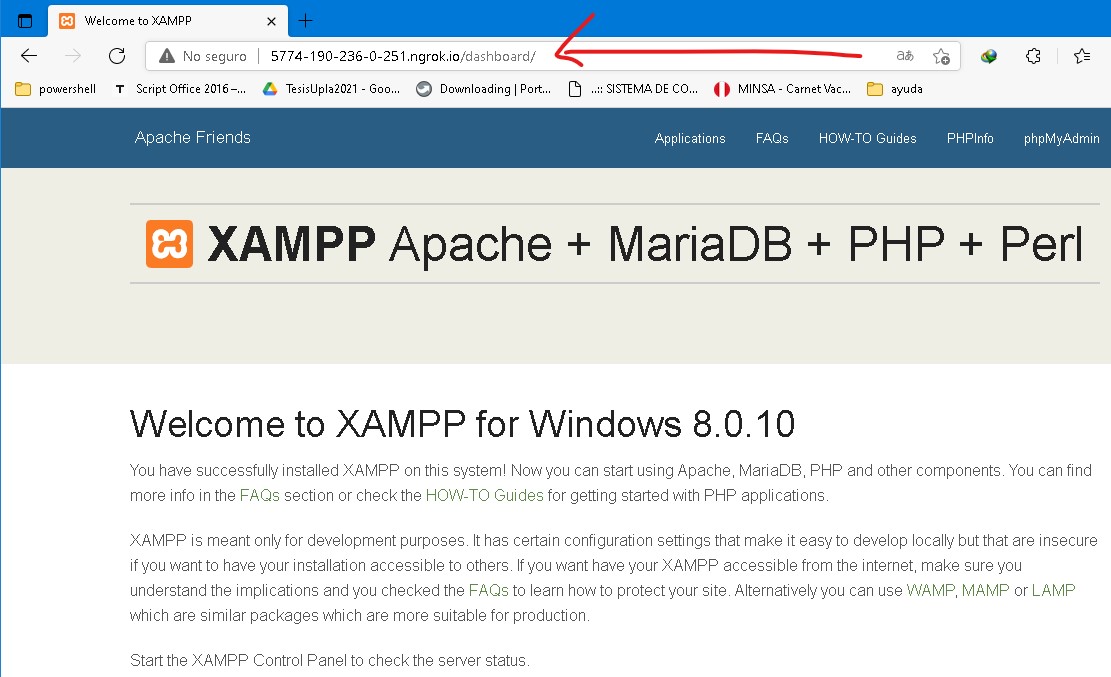 Welcome to XAMPP
No seguro 5774-190-236-0-251.ngrok.io/dashboard/ aあ
powershell T Script Office 2016 –... TesisUpla2021 - Goo... Downloading | Port... ..:: SISTEMA DE CO... MINSA - Carnet Vac... ayuda
Apache Friends Applications FAQs HOW-TO Guides PHPInfo phpMyAdmin
XAMPP Apache + MariaDB + PHP + Perl
Welcome to XAMPP for Windows 8.0.10
You have successfully installed XAMPP on this system! Now you can start using Apache, MariaDB, PHP and other components. You can find
more info in the FAQs section or check the HOW-TO Guides for getting started with PHP applications.
XAMPP is meant only for development purposes. It has certain configuration settings that make it easy to develop locally but that are insecure
if you want to have your installation accessible to others. If you want have your XAMPP accessible from the internet, make sure you
understand the implications and you checked the FAQs to learn how to protect your site. Alternatively you can use WAMP, MAMP or LAMP
which are similar packages which are more suitable for production.
Start the XAMPP Control Panel to check the server status.